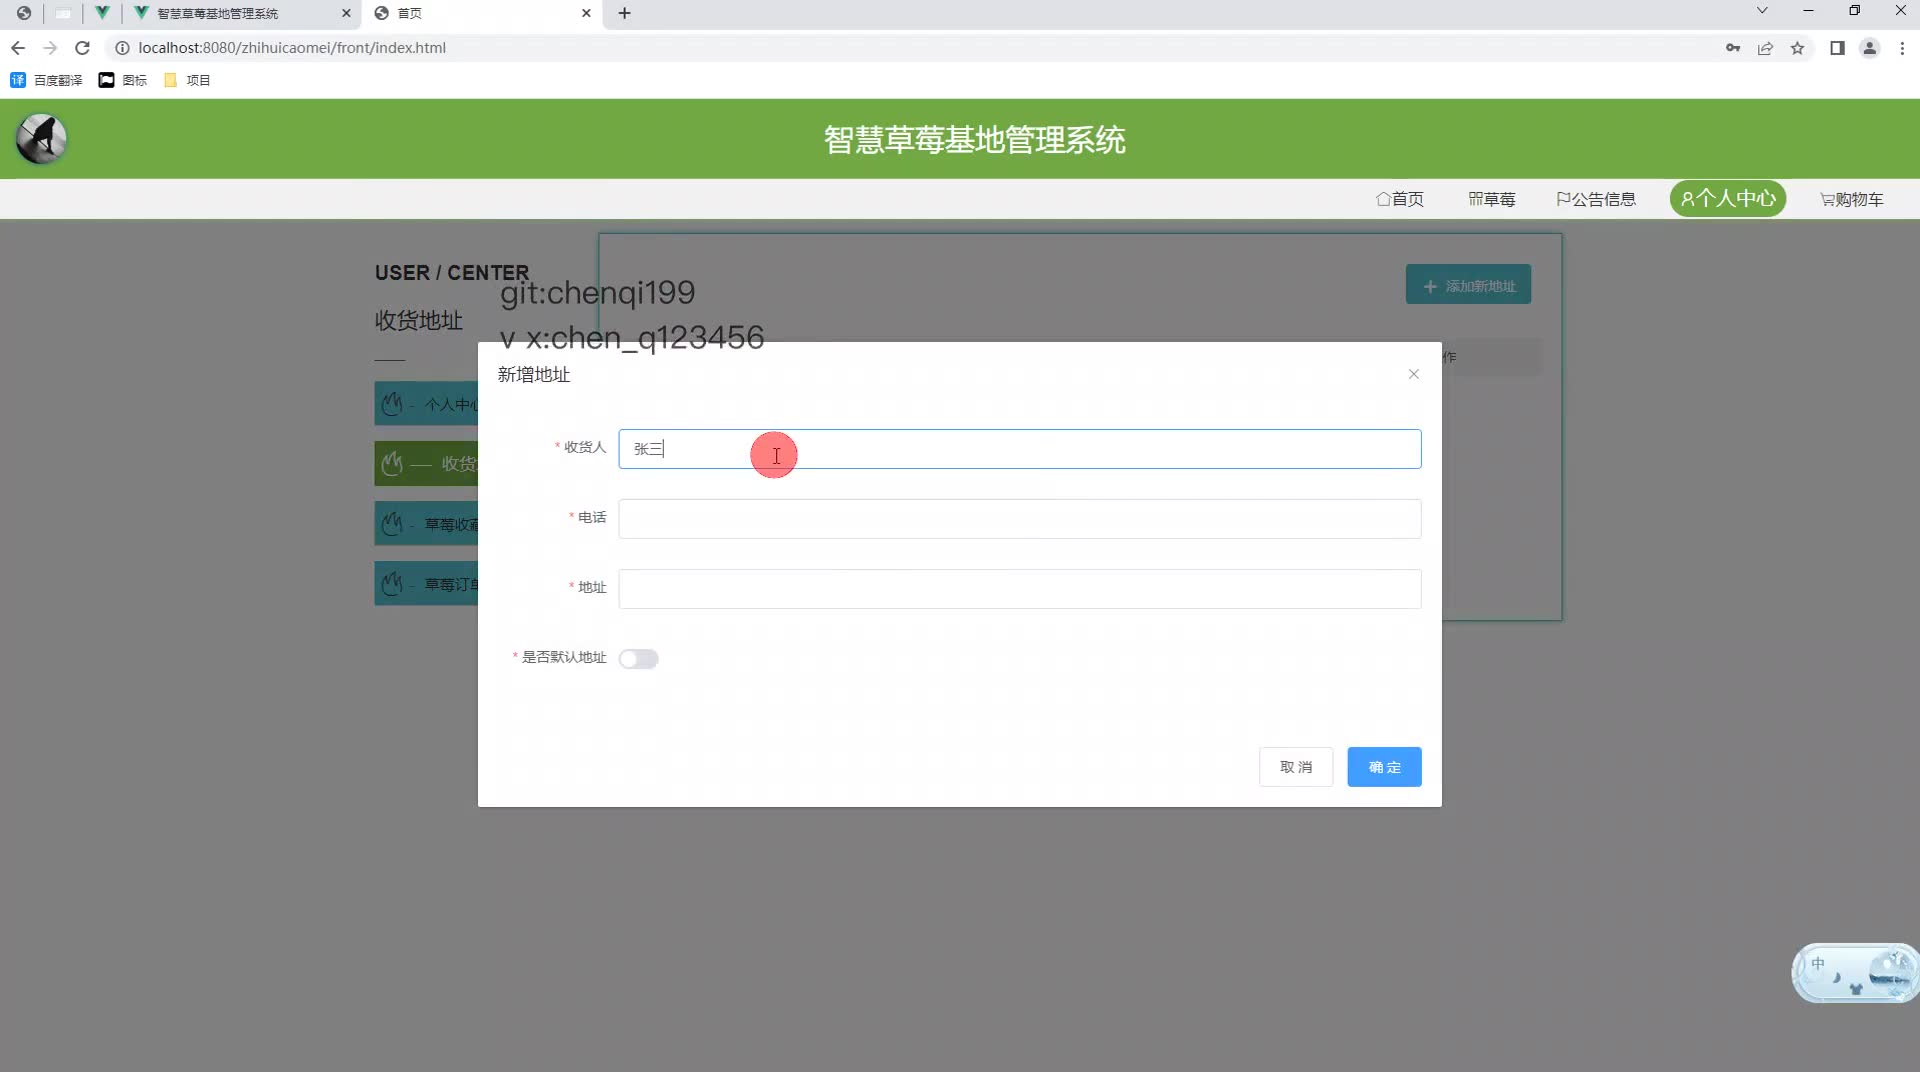 智慧草莓基地管理系统
首页
localhost:8080/zhihuicaomei/front/index.html
百度翻译
图标
项目
智慧草莓基地管理系统
首页
草莓
公告信息
个人中心
购物车
USER / CENTER
git:chenqi199
收货地址
v x:chen_q123456
添加新地址
作
新增地址
- 个人中心
* 收货人
张三
—— 收货
* 电话
- 草莓收藏
- 草莓订单
* 地址
* 是否默认地址
取 消
确 定
中